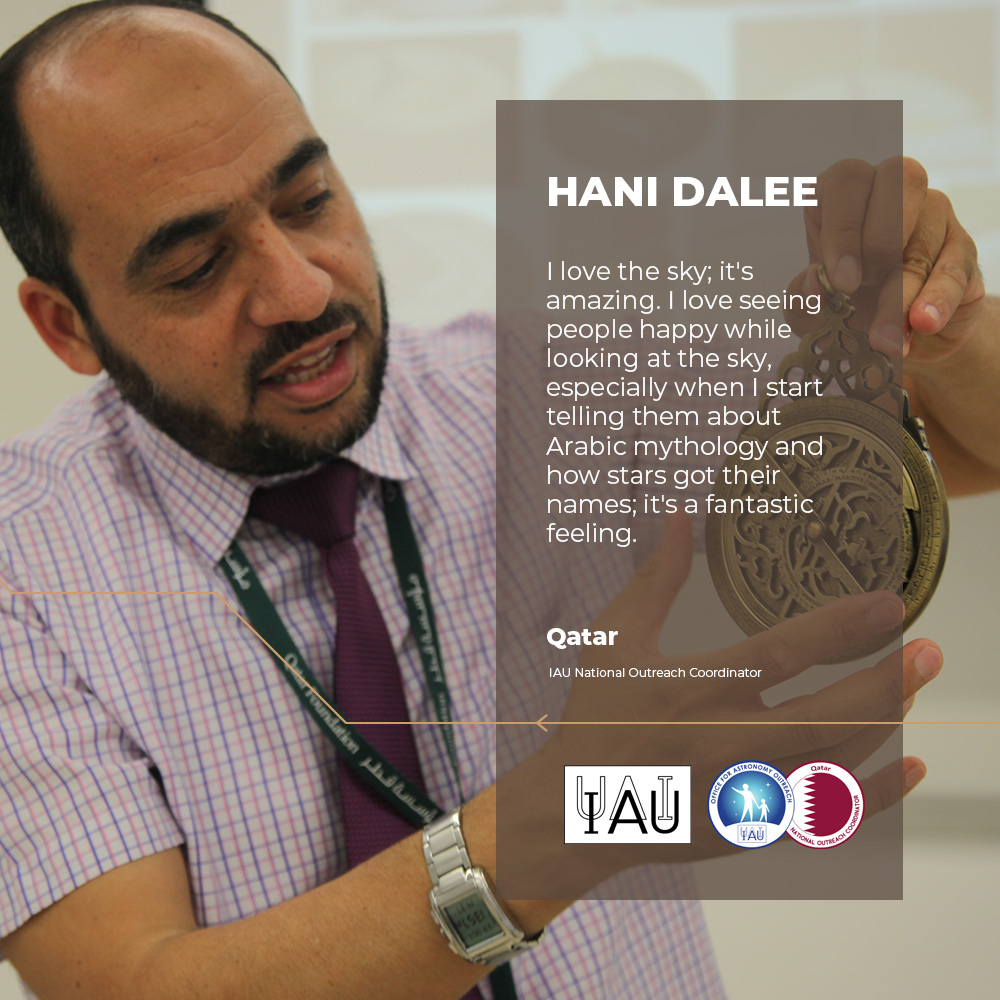 HANI DALEE
I love the sky; it's
amazing. I love seeing
people happy while
looking at the sky,
especially when I start
telling them about
Arabic mythology and
how stars got their
names; it's a fantastic
feeling.
Qatar
IAU National Outreach Coordinator
IAU
OFFICE FOR ASTRONOMY OUTREACH
IAU
Qatar
NATIONAL OUTREACH COORDINATOR
Qatar Foundation
مؤسسة قطر